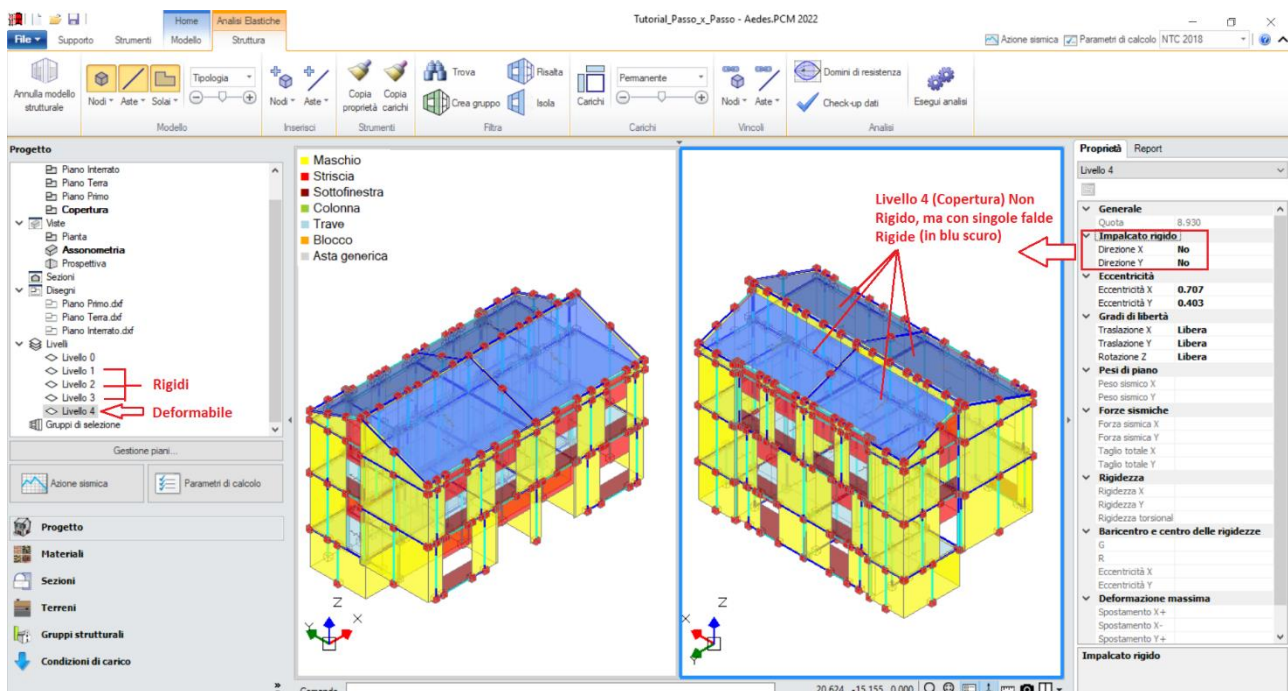 Home
Analisi Elastiche
Tutorial_Passo_x_Passo - Aedes.PCM 2022
File
Supporto
Strumenti
Modello
Struttura
Azione sismica
Parametri di calcolo
NTC 2018
Annulla modello
strutturale
Nodi
Aste
Solai
Tipologia
Modello
Nodi
Aste
Inserisci
Copia
proprietà
Copia
carichi
Strumenti
Trova
Crea gruppo
Risalta
Isola
Filtra
Carichi
Permanente
Carichi
Nodi
Aste
Vincoli
Domini di resistenza
Check-up dati
Esegui analisi
Analisi
Progetto
Piano Interrato
Piano Terra
Piano Primo
Copertura
Viste
Pianta
Assonometria
Prospettiva
Sezioni
Disegni
Piano Primo.dxf
Piano Terra.dxf
Piano Interrato.dxf
Livelli
Livello 0
Livello 1
Livello 2
Livello 3
Livello 4
Gruppi di selezione
Rigidi
Deformabile
Gestione piani...
Azione sismica
Parametri di calcolo
Progetto
Materiali
Sezioni
Terreni
Gruppi strutturali
Condizioni di carico
»
Maschio
Striscia
Sottofinestra
Colonna
Trave
Blocco
Asta generica
Z
X
Y
Livello 4 (Copertura) Non
Rigido, ma con singole falde
Rigide (in blu scuro)
Z
X
Y
Comando
20.624 -15.155 0.000
Proprietà
Report
Livello 4
Generale
Quota 8.930
Impalcato rigido
Direzione X No
Direzione Y No
Eccentricità
Eccentricità X 0.707
Eccentricità Y 0.403
Gradi di libertà
Traslazione X Libera
Traslazione Y Libera
Rotazione Z Libera
Pesi di piano
Peso sismico X
Peso sismico Y
Forze sismiche
Forza sismica X
Forza sismica Y
Taglio totale X
Taglio totale Y
Rigidezza
Rigidezza X
Rigidezza Y
Rigidezza torsional
Baricentro e centro delle rigidezze
G
R
Eccentricità X
Eccentricità Y
Deformazione massima
Spostamento X+
Spostamento X-
Spostamento Y+
Impalcato rigido